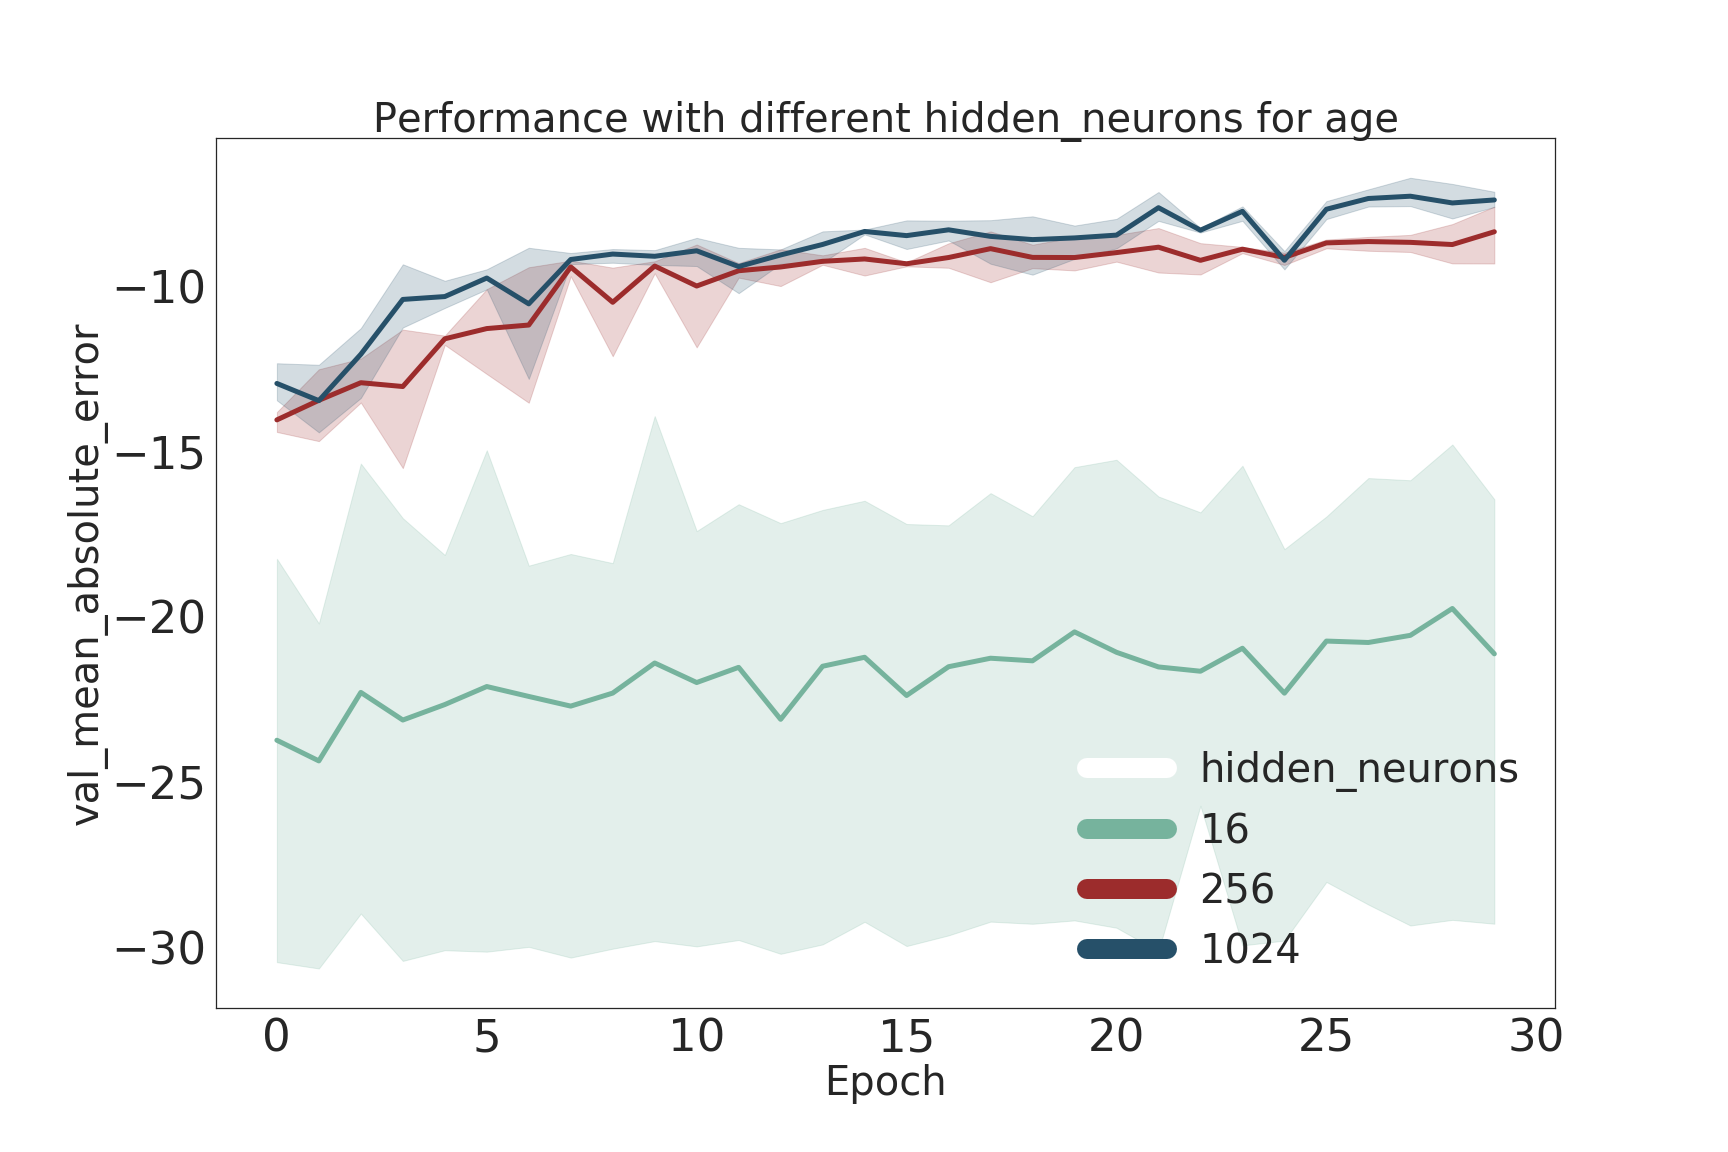 Performance with different hidden_neurons for age
val_mean_absolute_error
−10
−15
−20
−25
−30
hidden_neurons
16
256
1024
0 5 10 15 20 25 30
Epoch